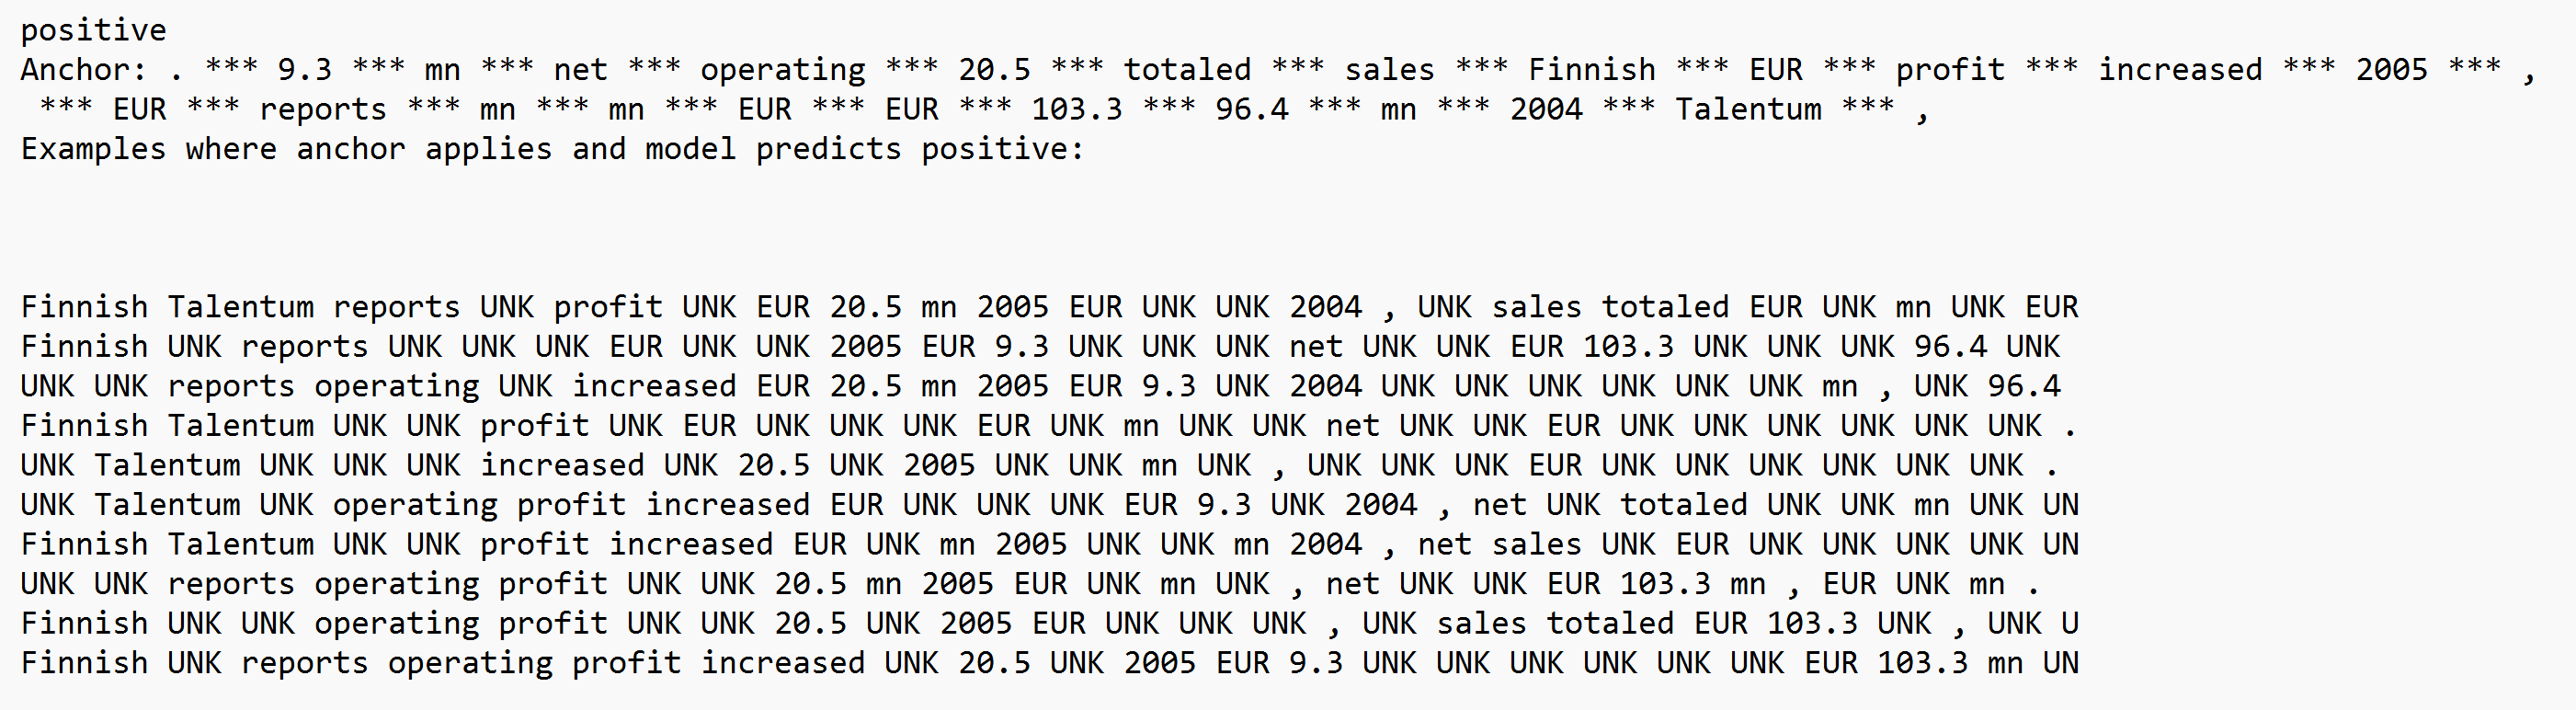 positive
Anchor: . *** 9.3 *** mn *** net *** operating *** 20.5 *** totaled *** sales *** Finnish *** EUR *** profit *** increased *** 2005 *** ,
*** EUR *** reports *** mn *** mn *** EUR *** EUR *** 103.3 *** 96.4 *** mn *** 2004 *** Talentum *** ,
Examples where anchor applies and model predicts positive:
Finnish Talentum reports UNK profit UNK EUR 20.5 mn 2005 EUR UNK UNK 2004 , UNK sales totaled EUR UNK mn UNK EUR
Finnish UNK reports UNK UNK UNK EUR UNK UNK 2005 EUR 9.3 UNK UNK UNK net UNK UNK EUR 103.3 UNK UNK UNK 96.4 UNK
UNK UNK reports operating UNK increased EUR 20.5 mn 2005 EUR 9.3 UNK 2004 UNK UNK UNK UNK UNK UNK mn , UNK 96.4
Finnish Talentum UNK UNK profit UNK EUR UNK UNK UNK EUR UNK mn UNK UNK net UNK UNK EUR UNK UNK UNK UNK UNK UNK .
UNK Talentum UNK UNK UNK increased UNK 20.5 UNK 2005 UNK UNK mn UNK , UNK UNK UNK EUR UNK UNK UNK UNK UNK UNK .
UNK Talentum UNK operating profit increased EUR UNK UNK UNK EUR 9.3 UNK 2004 , net UNK totaled UNK UNK mn UNK UN
Finnish Talentum UNK UNK profit increased EUR UNK mn 2005 UNK UNK mn 2004 , net sales UNK EUR UNK UNK UNK UNK UN
UNK UNK reports operating profit UNK UNK 20.5 mn 2005 EUR UNK mn UNK , net UNK UNK EUR 103.3 mn , EUR UNK mn .
Finnish UNK UNK operating profit UNK UNK 20.5 UNK 2005 EUR UNK UNK UNK , UNK sales totaled EUR 103.3 UNK , UNK U
Finnish UNK reports operating profit increased UNK 20.5 UNK 2005 EUR 9.3 UNK UNK UNK UNK UNK UNK EUR 103.3 mn UN